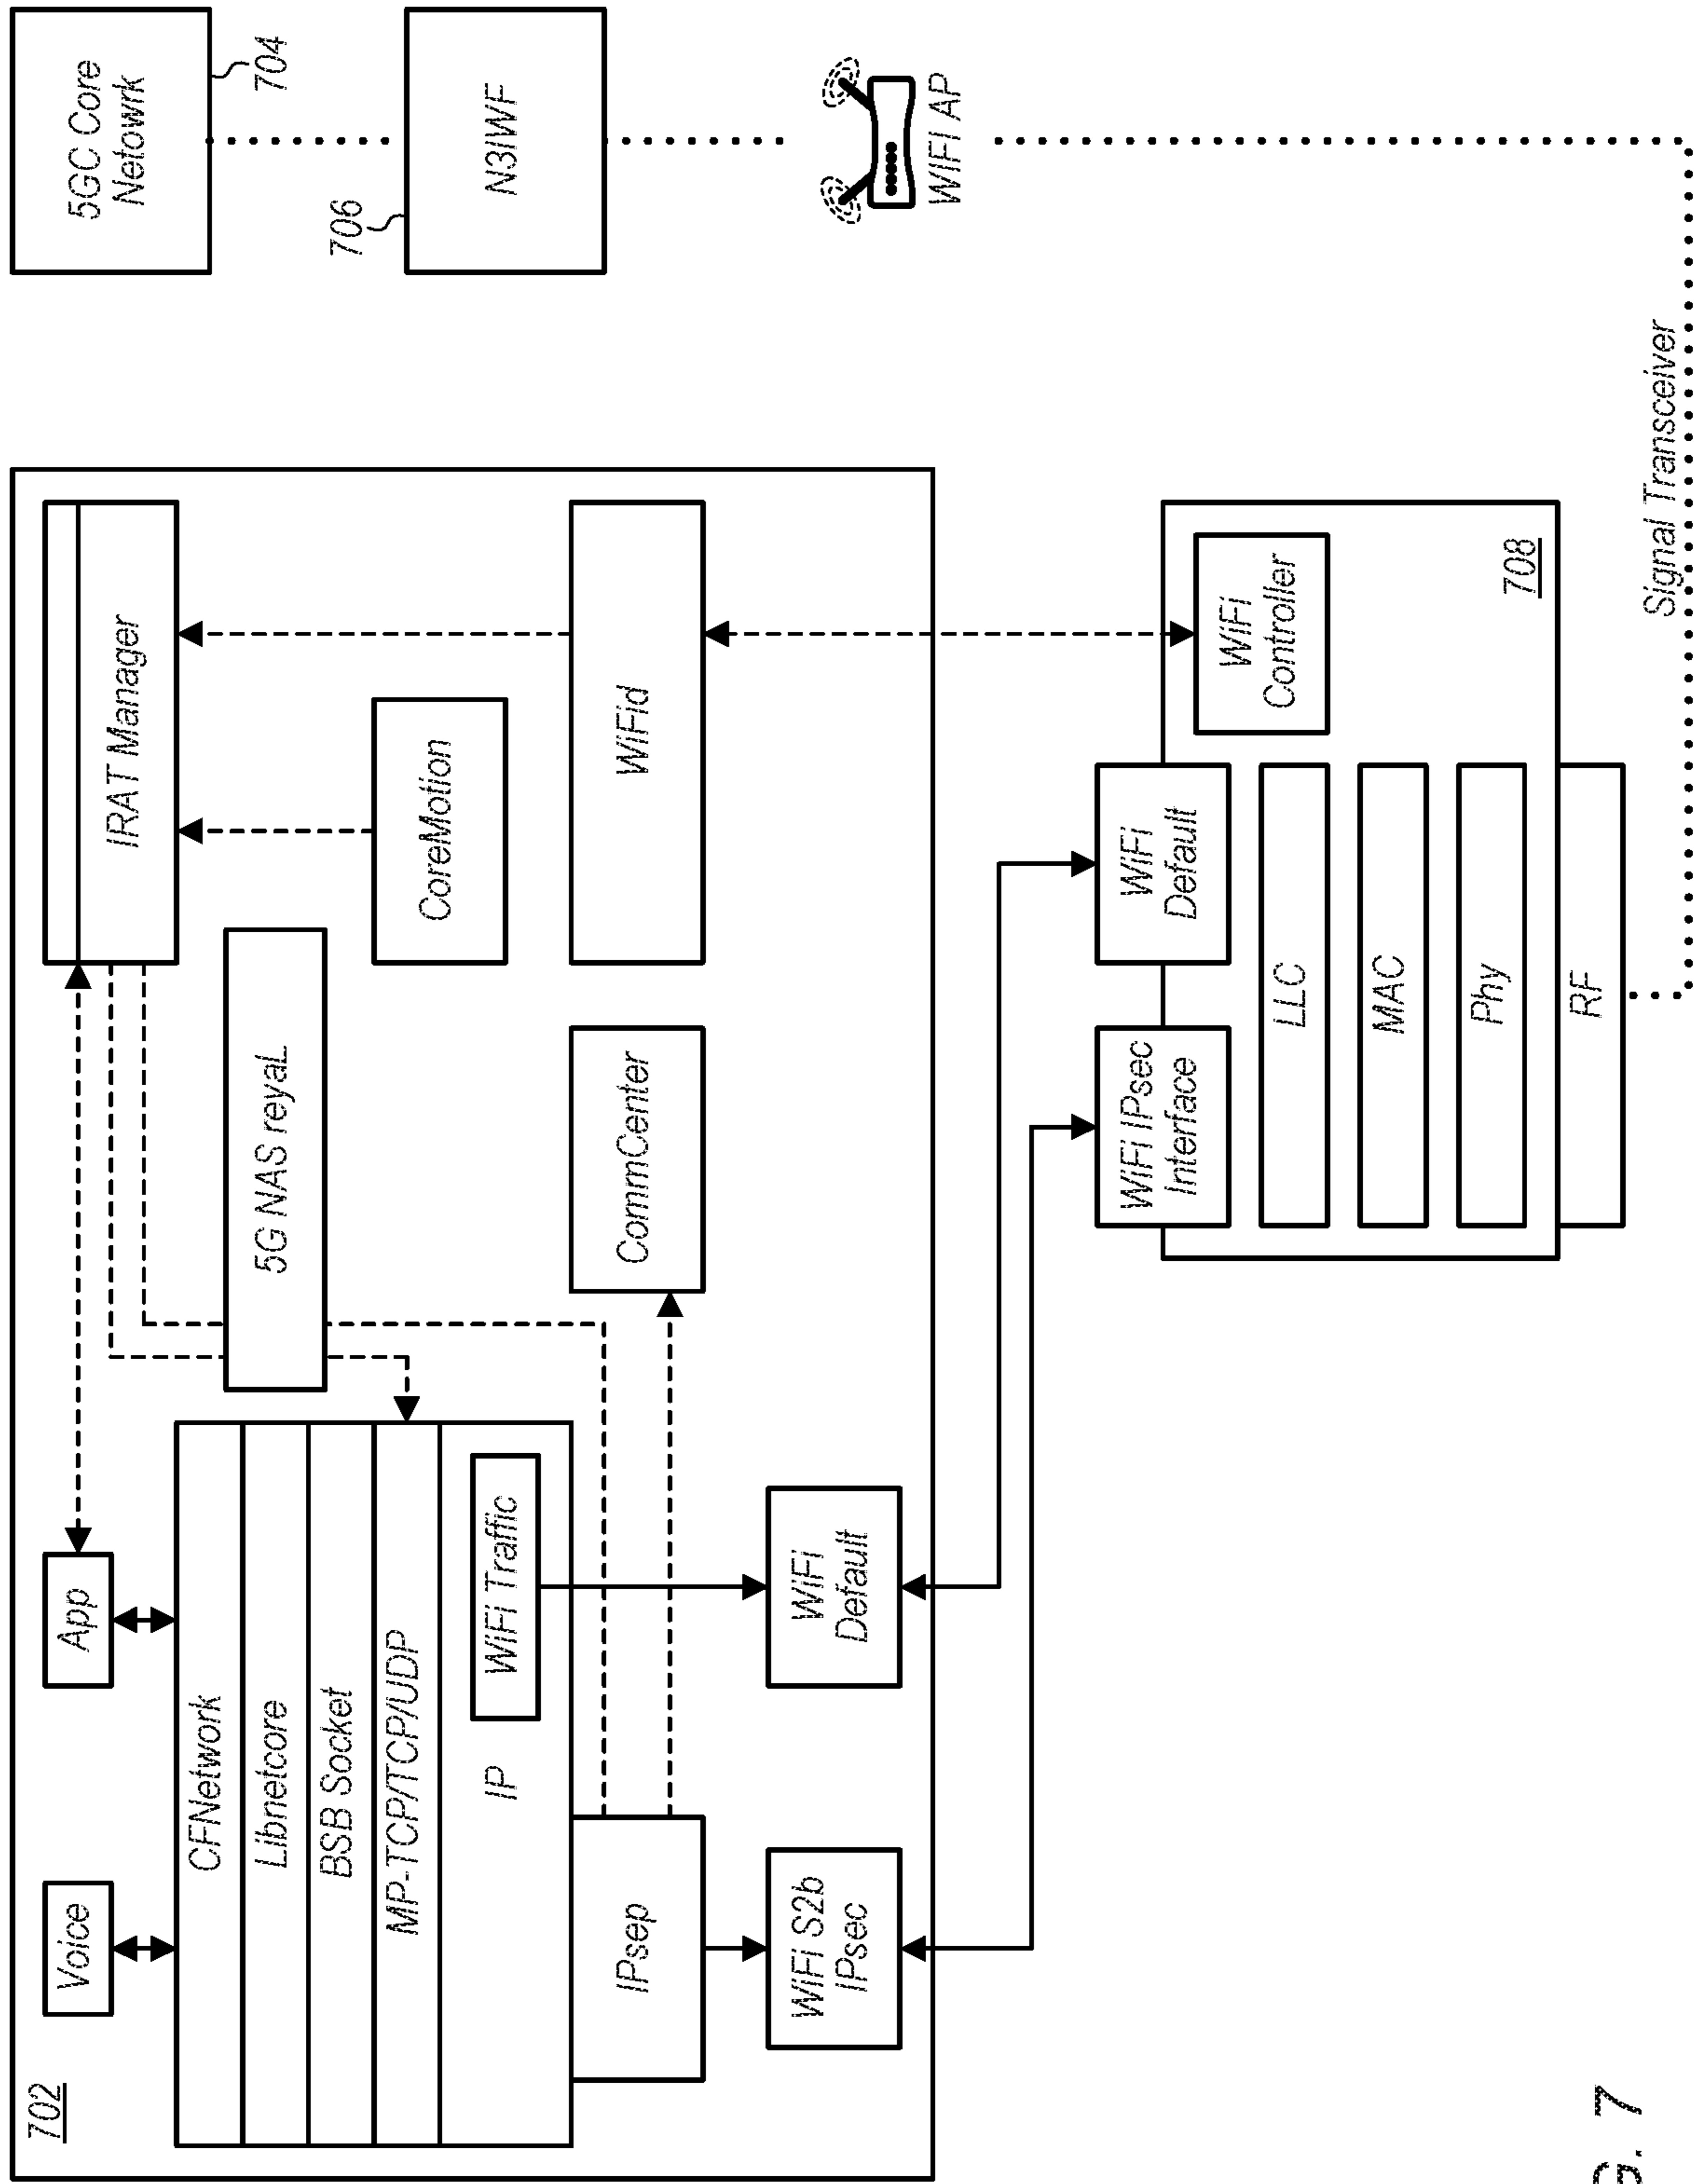 702
Voice
App
CFNetwork
Libnetcore
BSB Socket
MP-TCP/TCP/UDP
IP
WiFi Traffic
IPsep
WiFi S2b
IPsec
WiFi
Default
5G NAS reyaL
CommCenter
IRAT Manager
CoreMotion
WiFid
5GC Core
Netowrk
704
706
N3IWF
WIFI AP
WiFi IPsec
Interface
WiFi
Default
WiFi
Controller
LLC
MAC
Phy
RF
708
Signal Transceiver
G. 7